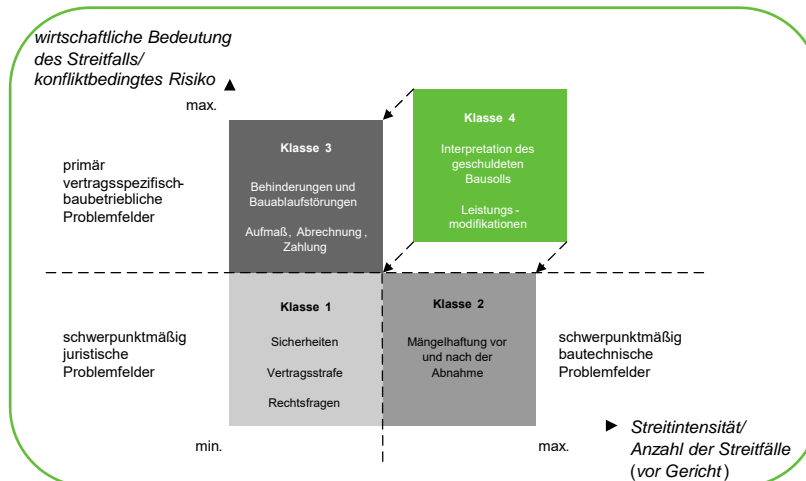 wirtschaftliche Bedeutung
des Streitfalls/
konfliktbedingtes Risiko
max.
primär
vertragsspezifisch-
baubetriebliche
Problemfelder
Klasse 3
Behinderungen und
Bauablaufstörungen
Aufmaß, Abrechnung ,
Zahlung
Klasse 4
Interpretation des
geschuldeten
Bausolls
Leistungs -
modifikationen
schwerpunktmäßig
juristische
Problemfelder
Klasse 1
Sicherheiten
Vertragsstrafe
Rechtsfragen
Klasse 2
Mängelhaftung vor
und nach der
Abnahme
schwerpunktmäßig
bautechnische
Problemfelder
min.
max.
Streitintensität/
Anzahl der Streitfälle
(vor Gericht)